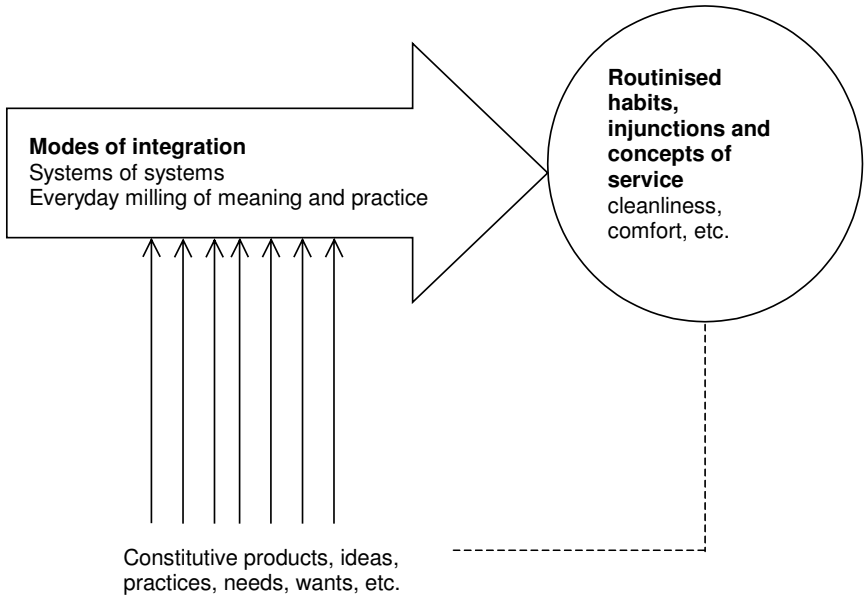 Modes of integration
Systems of systems
Everyday milling of meaning and practice
Routinised
habits,
injunctions and
concepts of
service
cleanliness,
comfort, etc.
Constitutive products, ideas,
practices, needs, wants, etc.